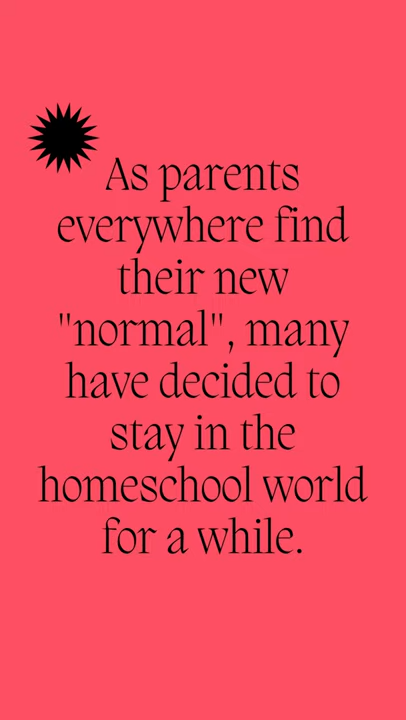 As parents
everywhere find
their new
"normal", many
have decided to
stay in the
homeschool world
for a while.